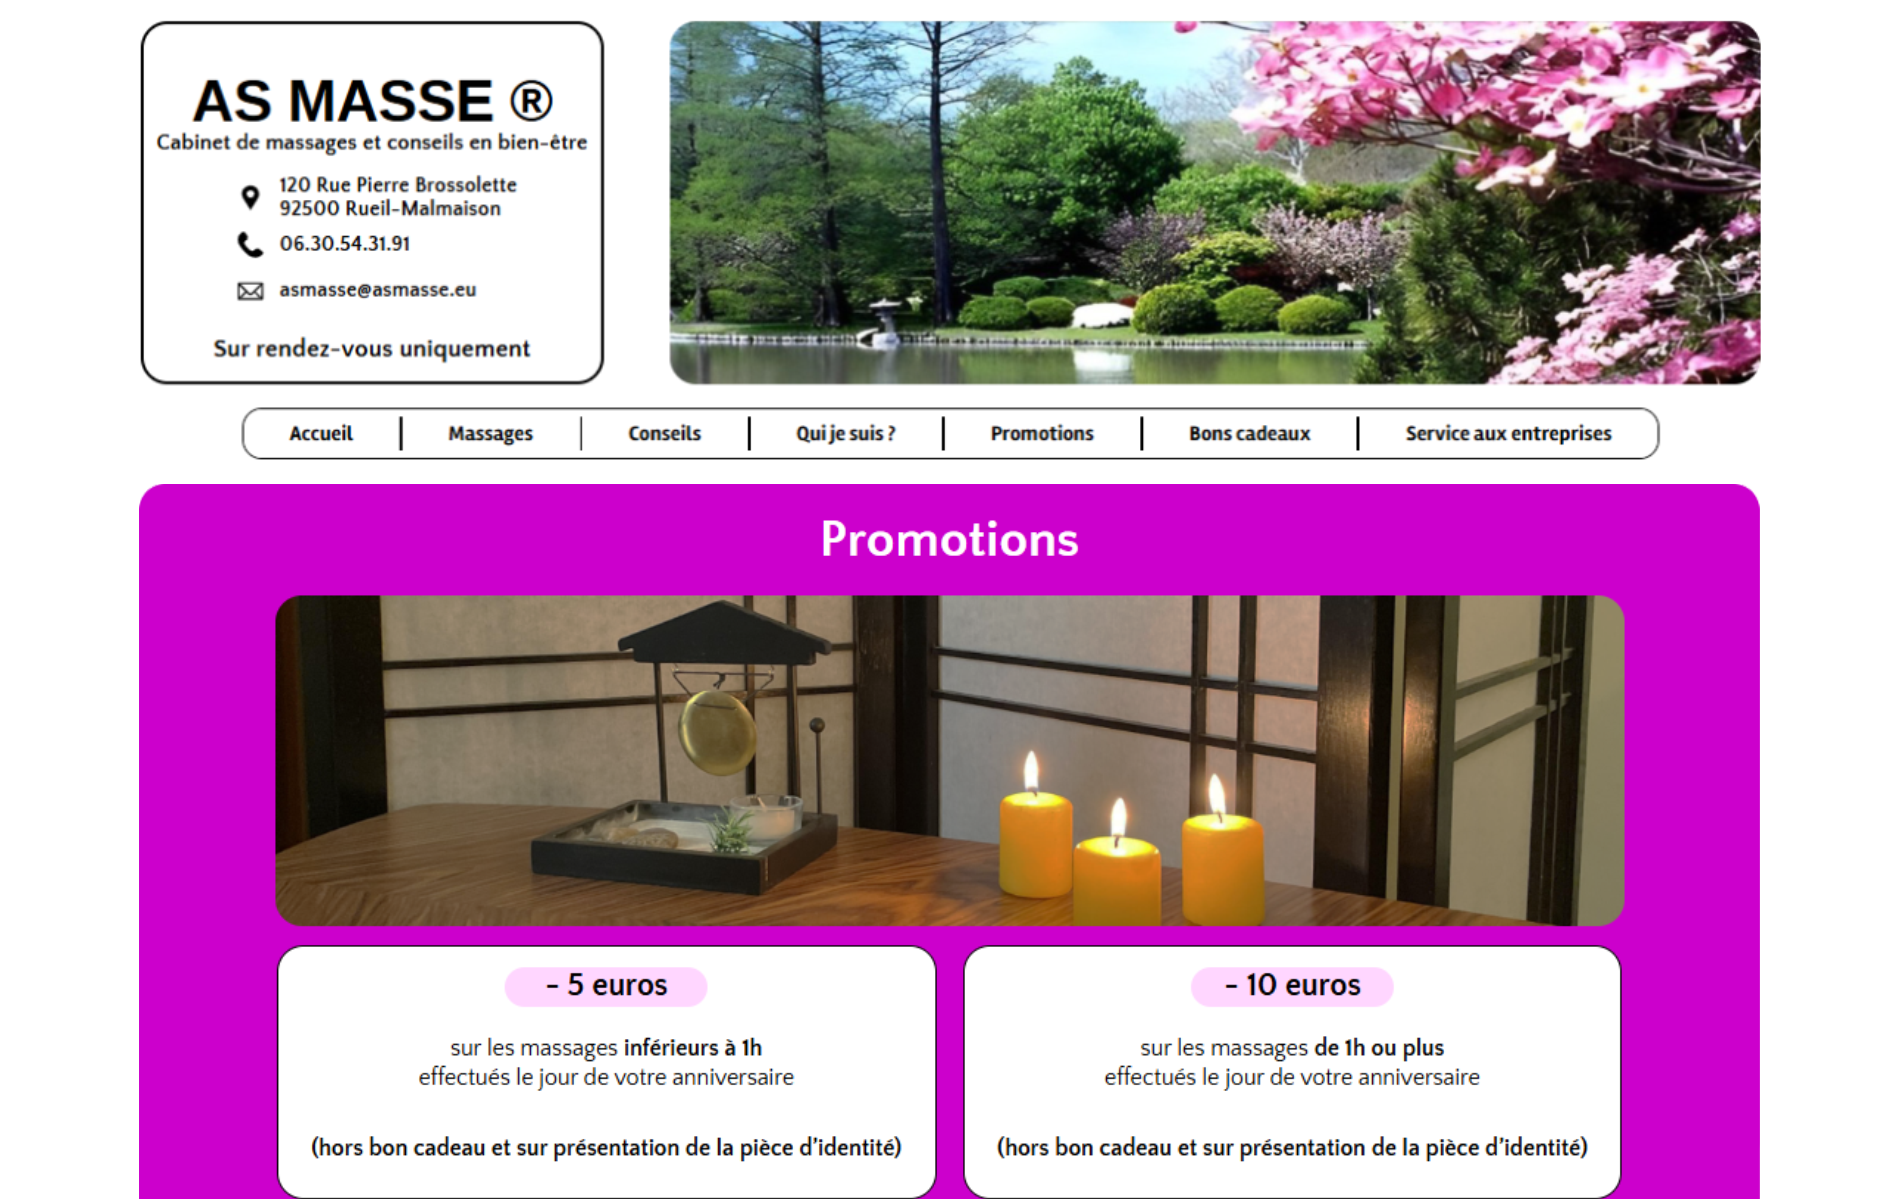 AS MASSE ®
Cabinet de massages et conseils en bien-être
120 Rue Pierre Brossolette
92500 Rueil-Malmaison
06.30.54.31.91
asmasse@asmasse.eu
Sur rendez-vous uniquement
Accueil
Massages
Conseils
Qui je suis ?
Promotions
Bons cadeaux
Service aux entreprises
Promotions
- 5 euros
sur les massages inférieurs à 1h
effectués le jour de votre anniversaire
(hors bon cadeau et sur présentation de la pièce d'identité)
- 10 euros
sur les massages de 1h ou plus
effectués le jour de votre anniversaire
(hors bon cadeau et sur présentation de la pièce d'identité)